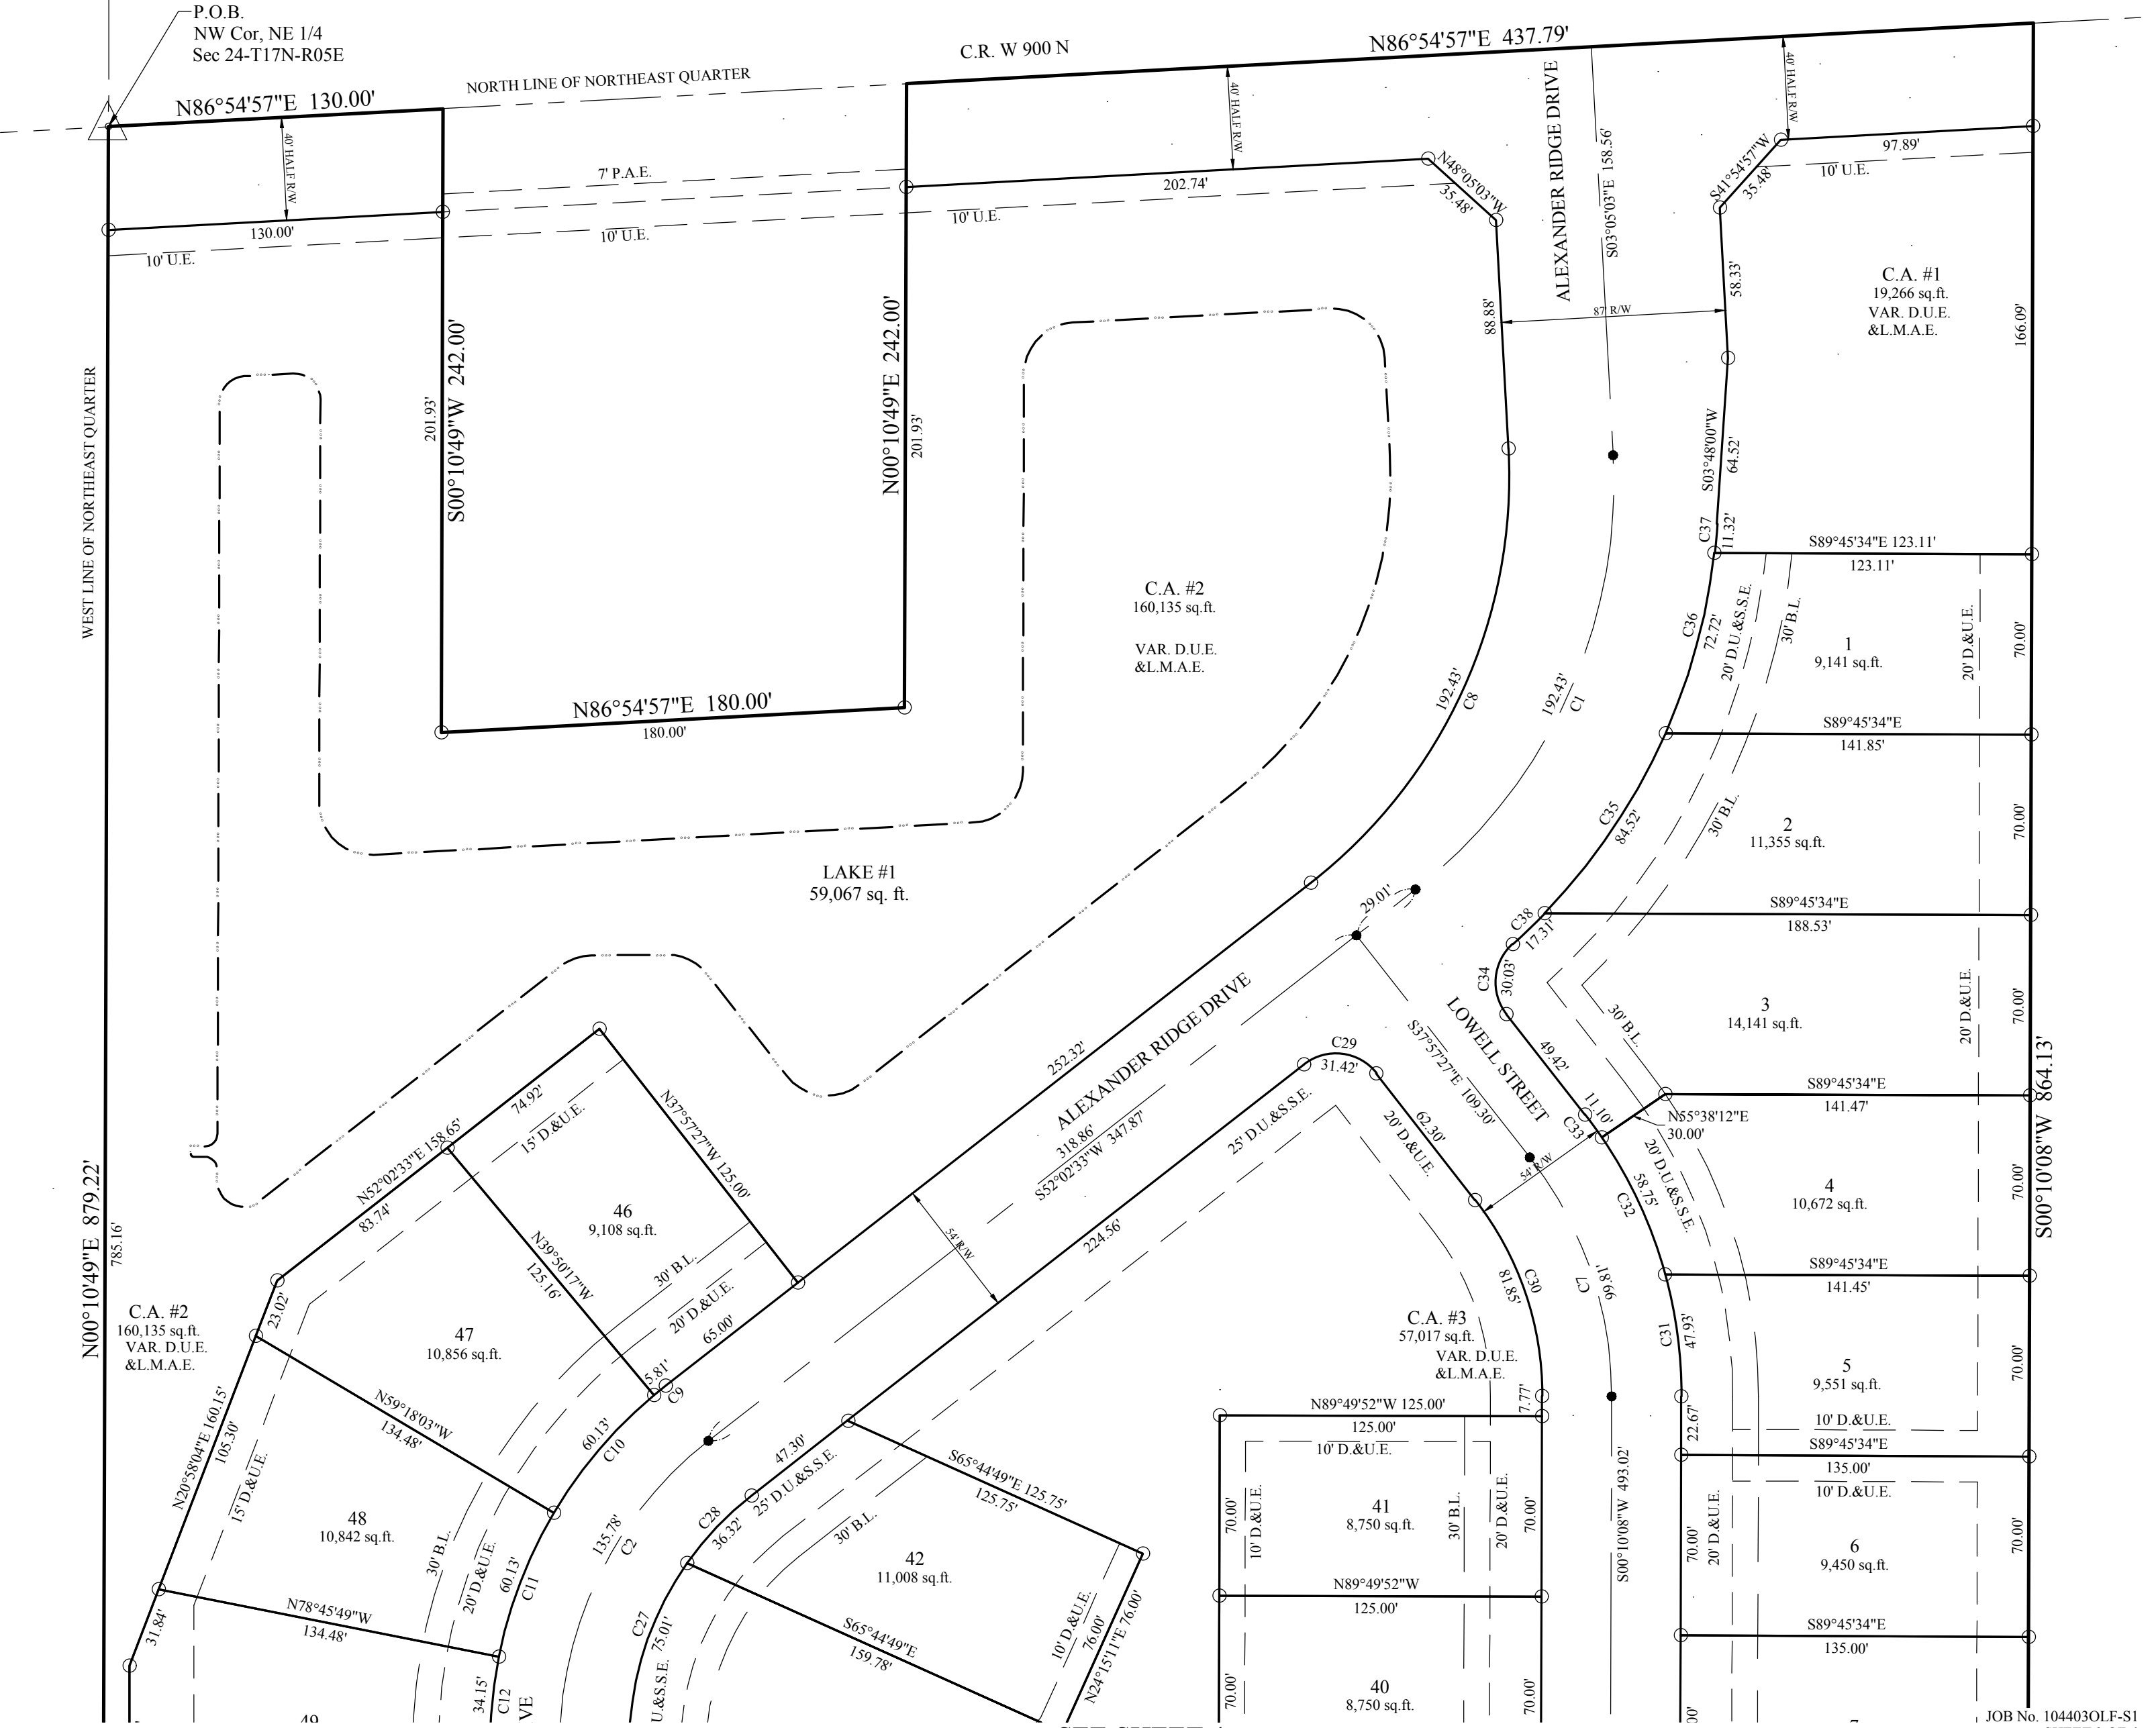 P.O.B.
NW Cor, NE 1/4
Sec 24-T17N-R05E
C.R. W 900 N
N86°54'57"E 437.79'
NORTH LINE OF NORTHEAST QUARTER
N86°54'57"E 130.00'
40' HALF R/W
40' HALF R/W
40' HALF R/W
ALEXANDER RIDGE DRIVE
S03°05'03"E 158.56'
7' P.A.E.
202.74'
N48°05'03"W
35.48'
S41°54'57"W
35.48'
97.89'
10' U.E.
130.00'
10' U.E.
10' U.E.
10' U.E.
58.33'
C.A. #1
19,266 sq.ft.
VAR. D.U.E.
&L.M.A.E.
166.09'
88.88'
87' R/W
WEST LINE OF NORTHEAST QUARTER
201.93'
S00°10'49"W 242.00'
N00°10'49"E 242.00'
201.93'
S03°48'00"W
64.52'
C37
11.32'
S89°45'34"E 123.11'
123.11'
C.A. #2
160,135 sq.ft.
VAR. D.U.E.
&L.M.A.E.
C36
72.72'
20' D.U.&S.S.E.
30' B.L.
1
9,141 sq.ft.
20' D.&U.E.
70.00'
N86°54'57"E 180.00'
180.00'
192.43'
C8
192.43'
C1
S89°45'34"E
141.85'
C35
84.52'
30' B.L.
2
11,355 sq.ft.
70.00'
LAKE #1
59,067 sq. ft.
29.01'
C38
17.31'
S89°45'34"E
188.53'
C34
30.03'
3
14,141 sq.ft.
30' B.L.
20' D.&U.E.
70.00'
ALEXANDER RIDGE DRIVE
LOWELL STREET
S37°57'27"E 109.30'
49.42'
252.32'
318.86'
S52°02'33"W 347.87'
C29
31.42'
25' D.U.&S.S.E.
62.30'
20' D.&U.E.
11.10'
C33
S89°45'34"E
141.47'
N55°38'12"E
30.00'
S00°10'08"W 864.13'
74.92'
15' D.&U.E.
N37°57'27"W 125.00'
N52°02'33"E 158.65'
83.74'
54' R/W
20' D.U.&S.S.E.
58.75'
C32
4
10,672 sq.ft.
70.00'
N00°10'49"E 879.22'
785.16'
46
9,108 sq.ft.
N39°50'17"W
125.16'
30' B.L.
20' D.&U.E.
54' R/W
224.56'
C30
81.85'
C7
99.81'
S89°45'34"E
141.45'
23.02'
C.A. #2
160,135 sq.ft.
VAR. D.U.E.
&L.M.A.E.
47
10,856 sq.ft.
65.00'
5.81'
C9
C.A. #3
57,017 sq.ft.
VAR. D.U.E.
&L.M.A.E.
C31
47.93'
5
9,551 sq.ft.
70.00'
N20°58'04"E 160.15'
105.30'
N59°18'03"W
134.48'
60.13'
C10
7.77'
N89°49'52"W 125.00'
125.00'
10' D.&U.E.
22.67'
10' D.&U.E.
S89°45'34"E
135.00'
10' D.&U.E.
47.30'
25' D.U.&S.S.E.
S65°44'49"E 125.75'
125.75'
15' D.&U.E.
48
10,842 sq.ft.
30' B.L.
20' D.&U.E.
135.78'
C2
C28
36.32'
30' B.L.
42
11,008 sq.ft.
70.00'
10' D.&U.E.
41
8,750 sq.ft.
30' B.L.
20' D.&U.E.
70.00'
S00°10'08"W 493.02'
70.00'
20' D.&U.E.
6
9,450 sq.ft.
70.00'
60.13'
C11
N78°45'49"W
134.48'
31.84'
C27
75.01'
U.&S.S.E.
S65°44'49"E
159.78'
10' D.&U.E.
76.00'
N24°15'11"E 76.00'
N89°49'52"W
125.00'
S89°45'34"E
135.00'
34.15'
C12
VE
70.00'
40
8,750 sq.ft.
70.00'
JOB No. 104403OLF-S1